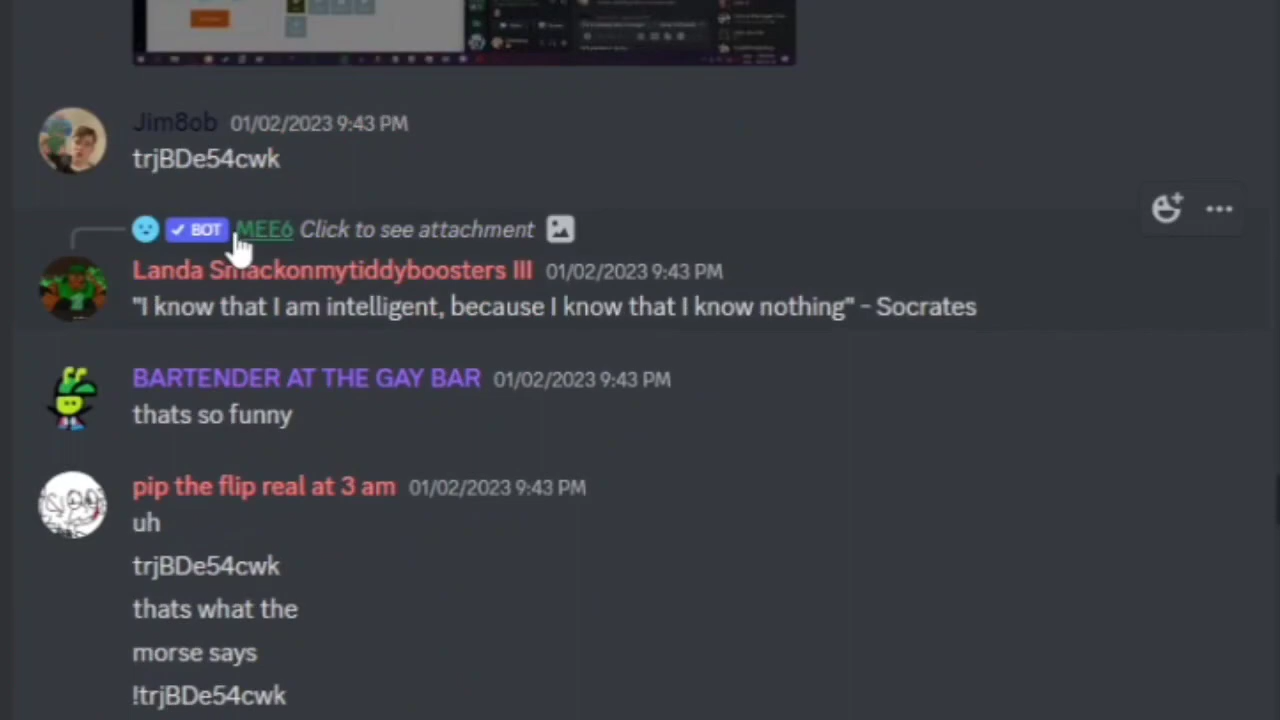 Jim8ob 01/02/2023 9:43 PM
trjBDe54cwk
✓ BOT MEE6 Click to see attachment
Landa Smackonmytiddyboosters III 01/02/2023 9:43 PM
"I know that I am intelligent, because I know that I know nothing" - Socrates
BARTENDER AT THE GAY BAR 01/02/2023 9:43 PM
thats so funny
pip the flip real at 3 am 01/02/2023 9:43 PM
uh
trjBDe54cwk
thats what the
morse says
!trjBDe54cwk